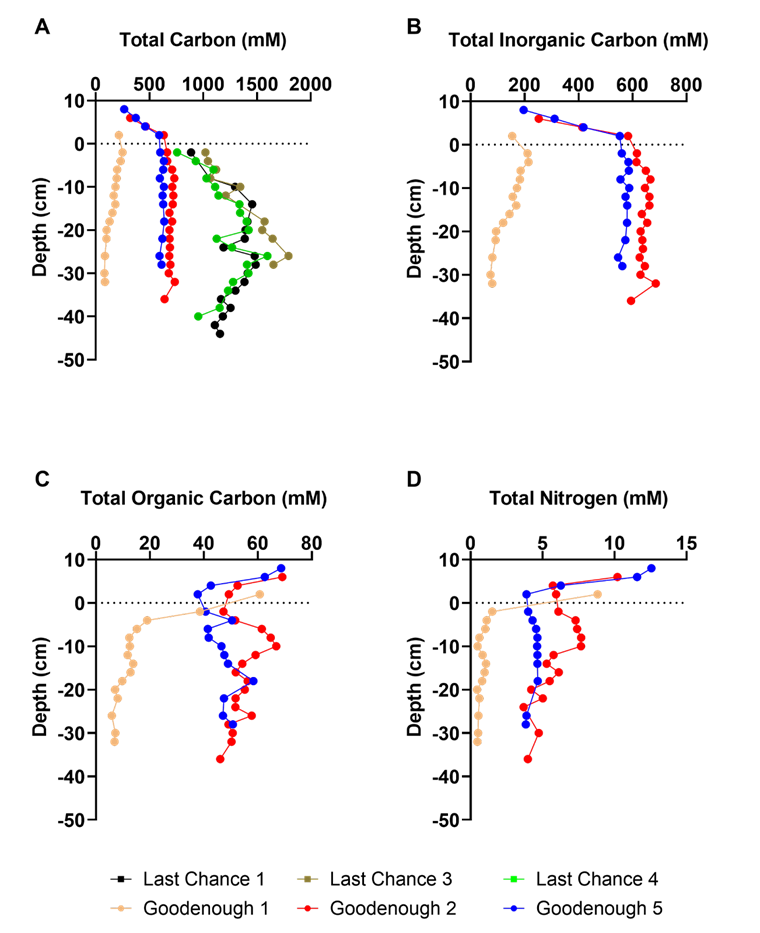 A
Total Carbon (mM)
0 500 1000 1500 2000
10
0
-10
-20
-30
-40
-50
Depth (cm)
B
Total Inorganic Carbon (mM)
0 200 400 600 800
10
0
-10
-20
-30
-40
-50
Depth (cm)
C
Total Organic Carbon (mM)
0 20 40 60 80
10
0
-10
-20
-30
-40
-50
Depth (cm)
D
Total Nitrogen (mM)
0 5 10 15
10
0
-10
-20
-30
-40
-50
Depth (cm)
Last Chance 1 Last Chance 3 Last Chance 4
Goodenough 1 Goodenough 2 Goodenough 5